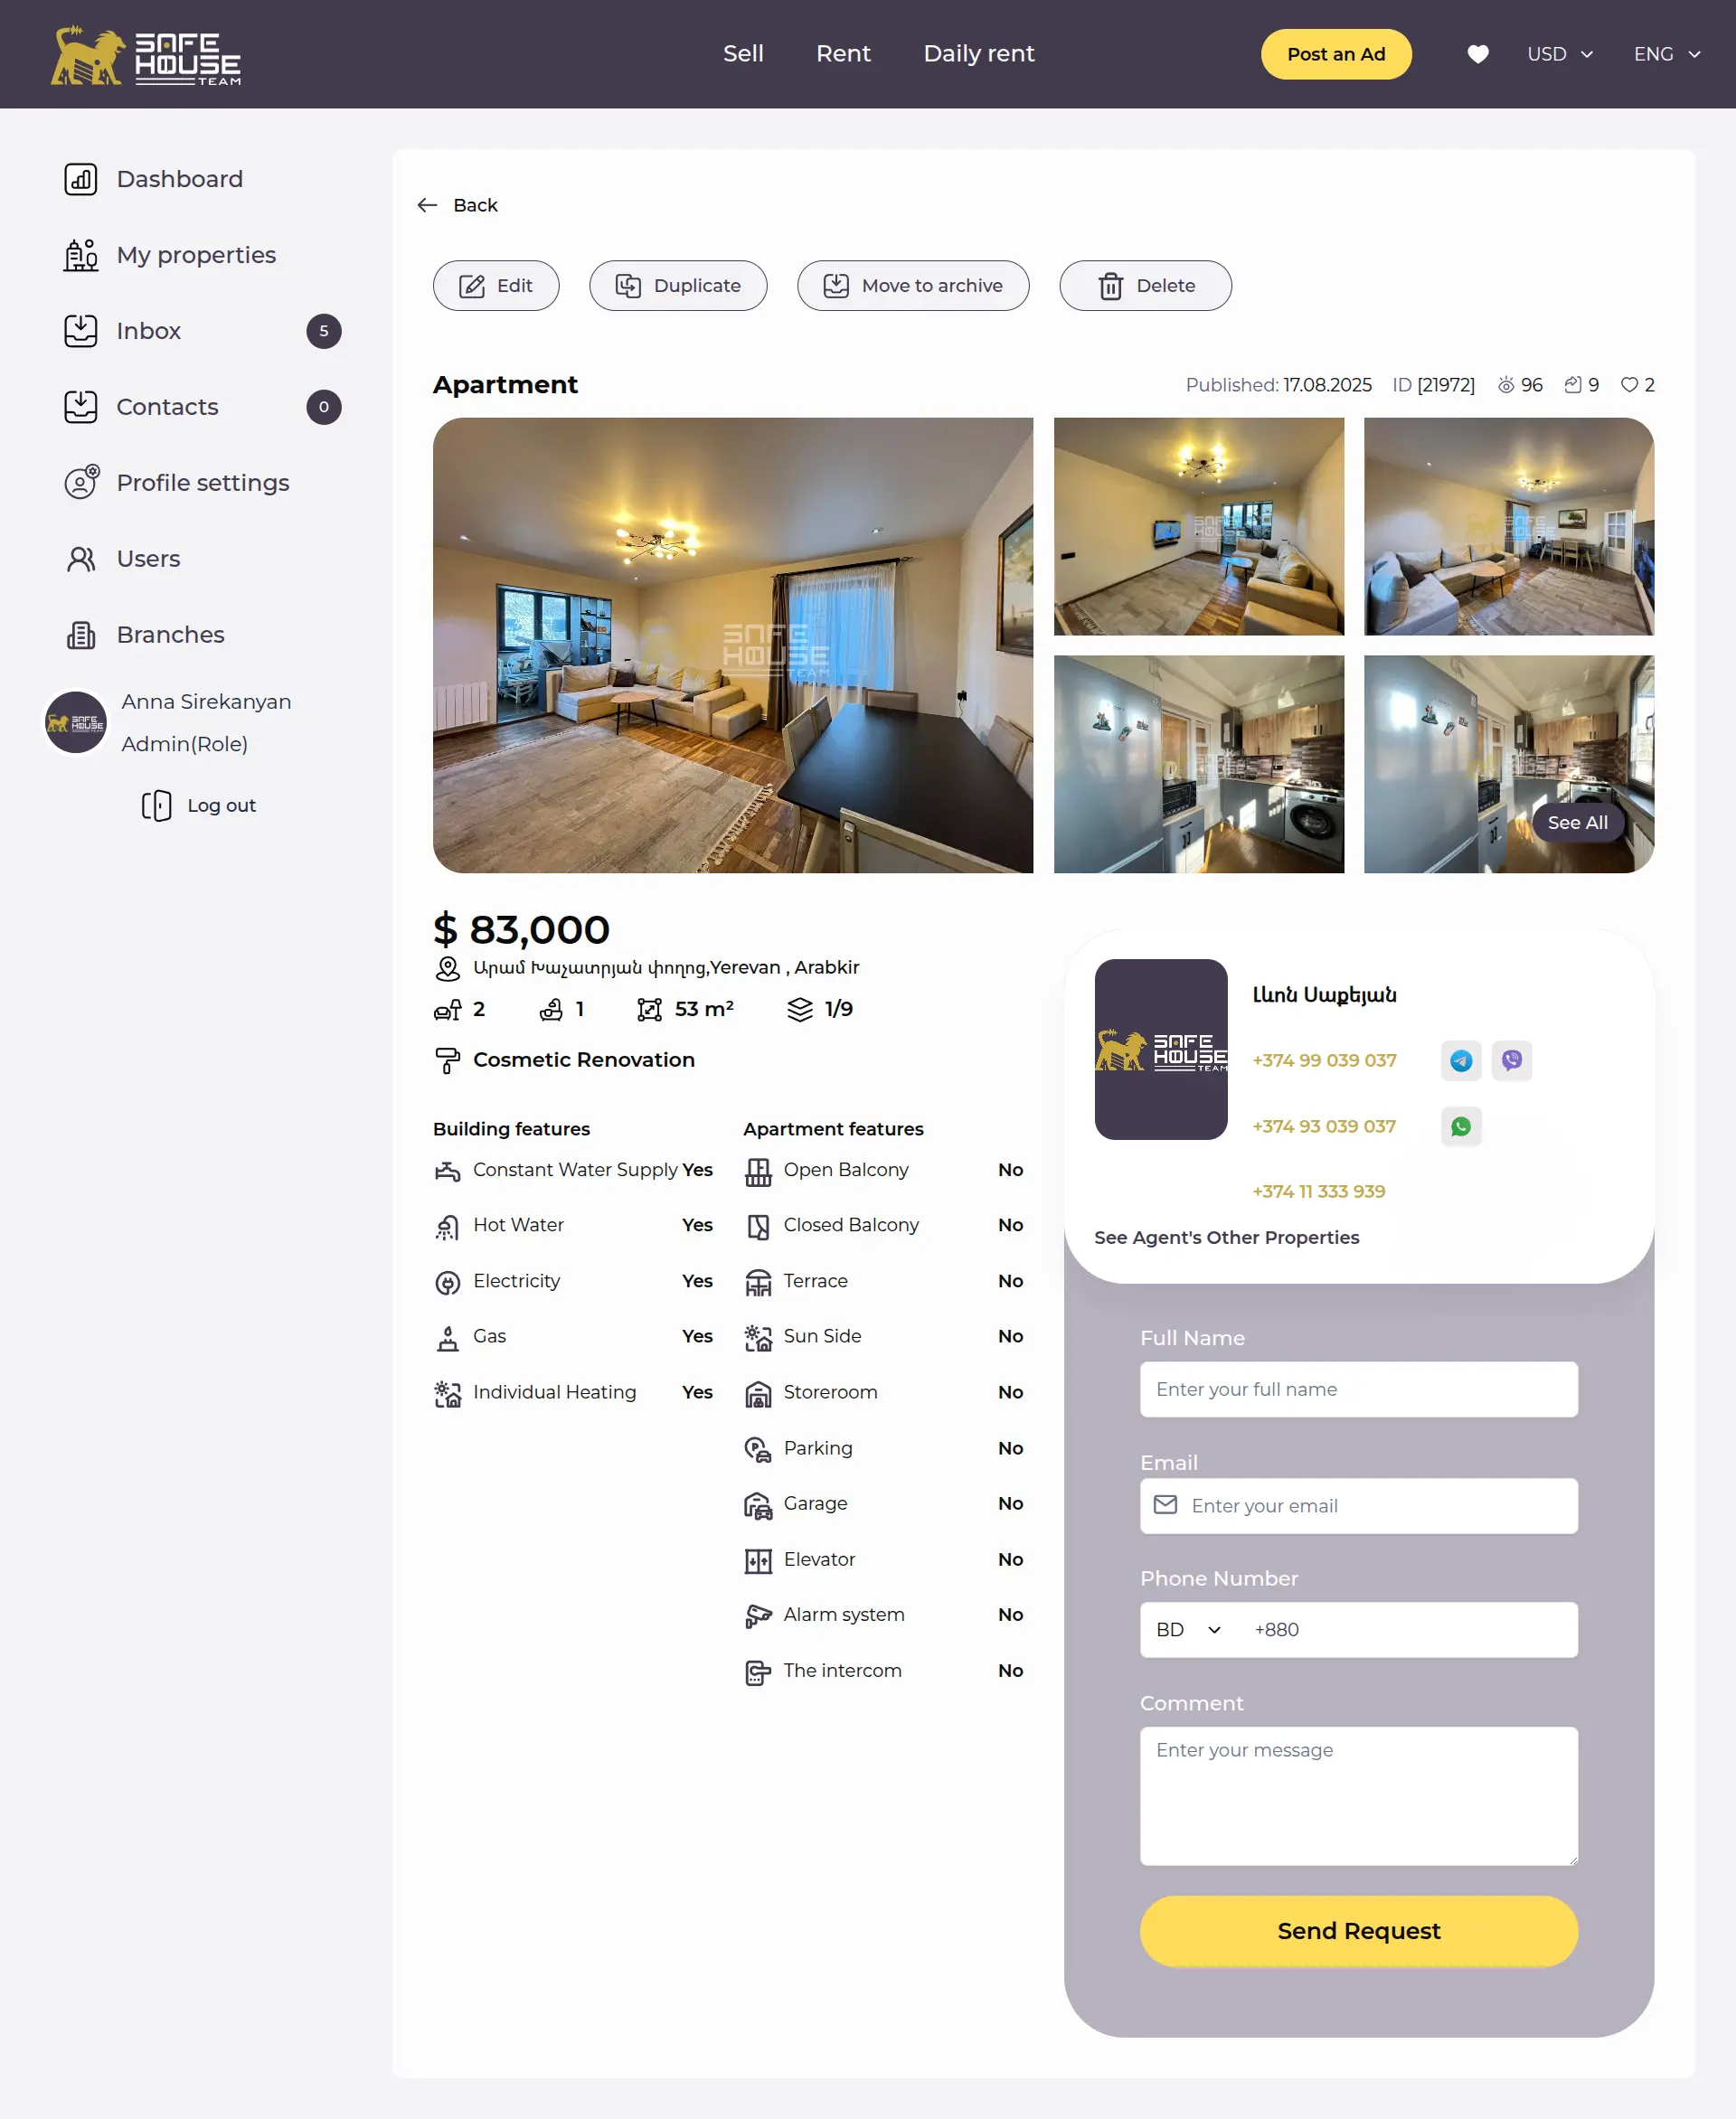 SAFE
HOUSE
TEAM
Sell
Rent
Daily rent
Post an Ad
USD
ENG
Dashboard
My properties
Inbox 5
Contacts 0
Profile settings
Users
Branches
Anna Sirekanyan
Admin(Role)
Log out
Back
Edit
Duplicate
Move to archive
Delete
Apartment
Published: 17.08.2025 ID [21972] 96 9 2
SAFE
HOUSE
TEAM
See All
$ 83,000
Արամ Խաչատրյան փողոց,Yerevan , Arabkir
2 1 53 m² 1/9
Cosmetic Renovation
Building features
Constant Water Supply Yes
Hot Water Yes
Electricity Yes
Gas Yes
Individual Heating Yes
Apartment features
Open Balcony No
Closed Balcony No
Terrace No
Sun Side No
Storeroom No
Parking No
Garage No
Elevator No
Alarm system No
The intercom No
SAFE
HOUSE
TEAM
Լևոն Սաքեյան
+374 99 039 037
+374 93 039 037
+374 11 333 939
See Agent's Other Properties
Full Name
Enter your full name
Email
Enter your email
Phone Number
BD +880
Comment
Enter your message
Send Request